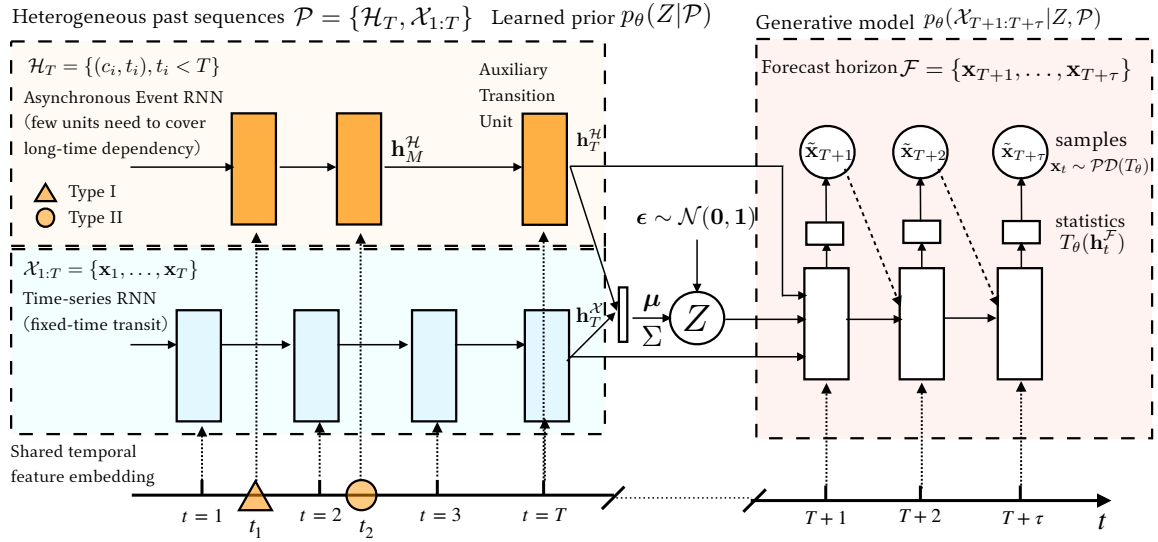 Heterogeneous past sequences 𝒫 = {ℋ_T, 𝒳_{1:T}}
Learned prior p_θ(Z|𝒫)
Generative model p_θ(𝒳_{T+1:T+τ}|Z, 𝒫)
ℋ_T = {(c_i, t_i), t_i < T}
Asynchronous Event RNN
(few units need to cover
long-time dependency)
Type I
Type II
Auxiliary
Transition
Unit
h_M^ℋ
h_T^ℋ
𝒳_{1:T} = {x_1, . . . , x_T}
Time-series RNN
(fixed-time transit)
h_T^𝒳
ϵ ∼ 𝒩(0, 1)
μ
Σ
Z
Forecast horizon ℱ = {x_{T+1}, . . . , x_{T+τ}}
x̃_{T+1}
x̃_{T+2}
x̃_{T+τ}
samples
x_t ∼ 𝒫𝒟(T_θ)
statistics
T_θ(h_t^ℱ)
Shared temporal
feature embedding
t = 1
t_1
t = 2
t_2
t = 3
t = T
T + 1
T + 2
T + τ
t